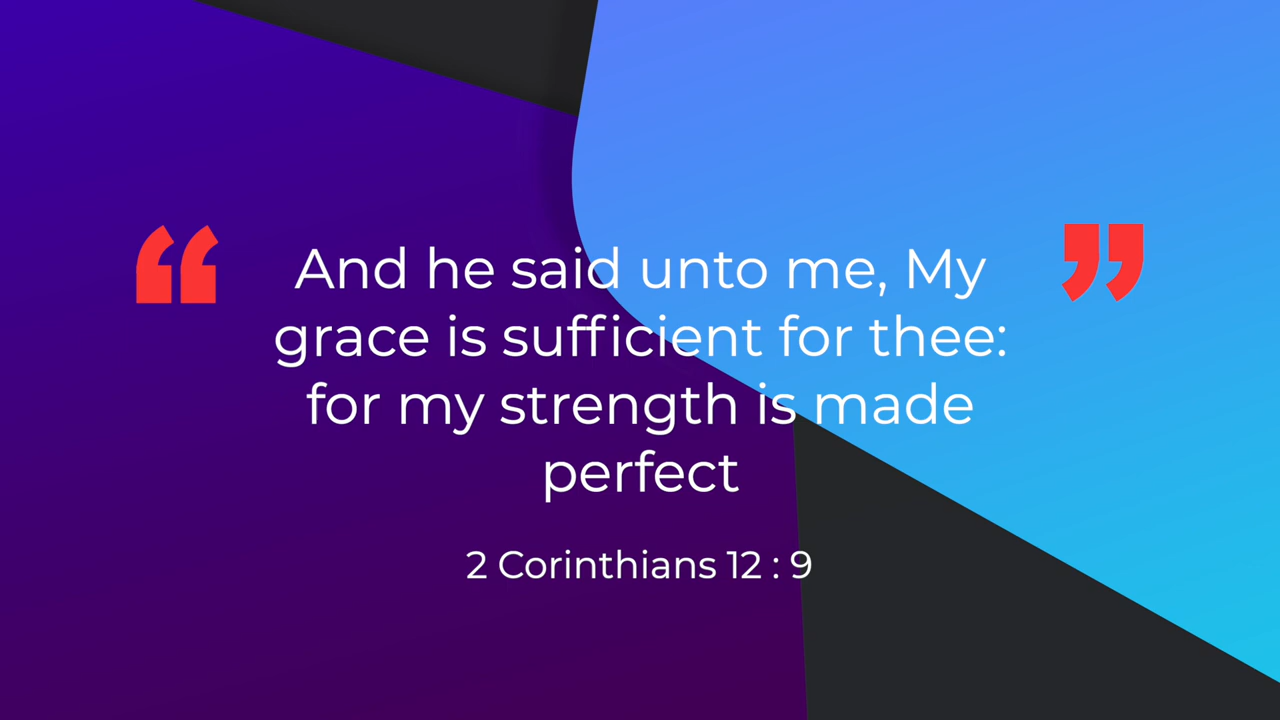 “ ”
And he said unto me, My
grace is sufficient for thee:
for my strength is made
perfect
2 Corinthians 12 : 9